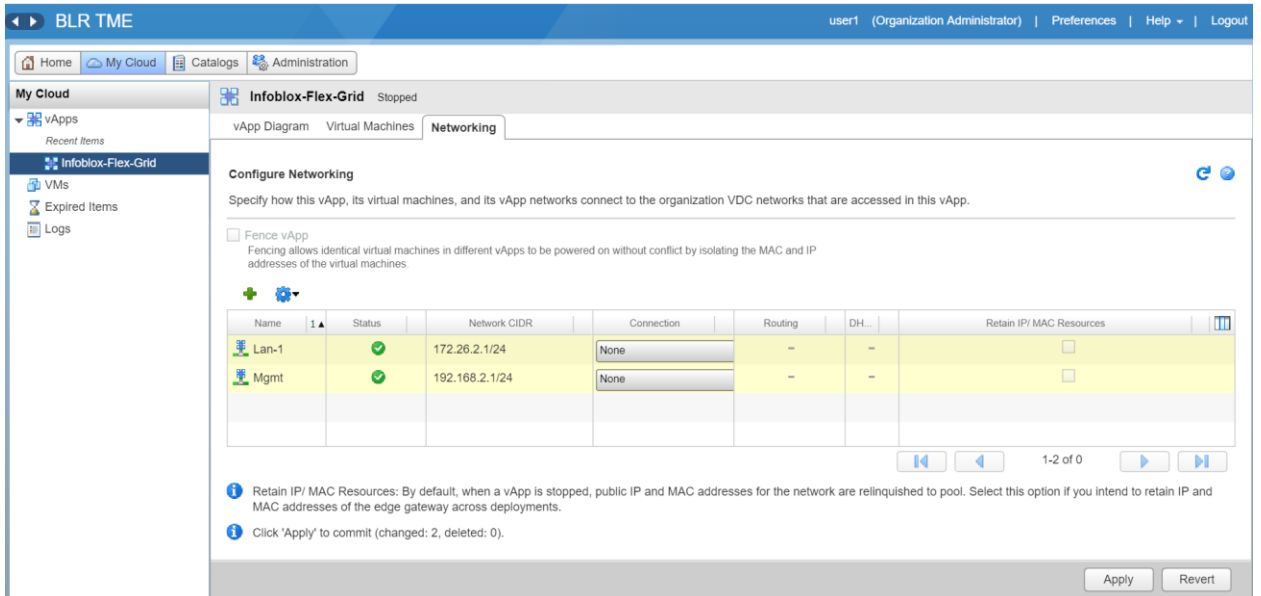 BLR TME
user1 (Organization Administrator) | Preferences | Help | Logout
Home My Cloud Catalogs Administration
My Cloud
vApps
Recent Items
Infoblox-Flex-Grid
VMs
Expired Items
Logs
Infoblox-Flex-Grid Stopped
vApp Diagram Virtual Machines Networking
Configure Networking
Specify how this vApp, its virtual machines, and its vApp networks connect to the organization VDC networks that are accessed in this vApp.
Fence vApp
Fencing allows identical virtual machines in different vApps to be powered on without conflict by isolating the MAC and IP
addresses of the virtual machines.
Name 1▲ Status Network CIDR Connection Routing DH... Retain IP/ MAC Resources
Lan-1 172.26.2.1/24 None – –
Mgmt 192.168.2.1/24 None – –
1-2 of 0
Retain IP/ MAC Resources: By default, when a vApp is stopped, public IP and MAC addresses for the network are relinquished to pool. Select this option if you intend to retain IP and
MAC addresses of the edge gateway across deployments.
Click 'Apply' to commit (changed: 2, deleted: 0).
Apply Revert